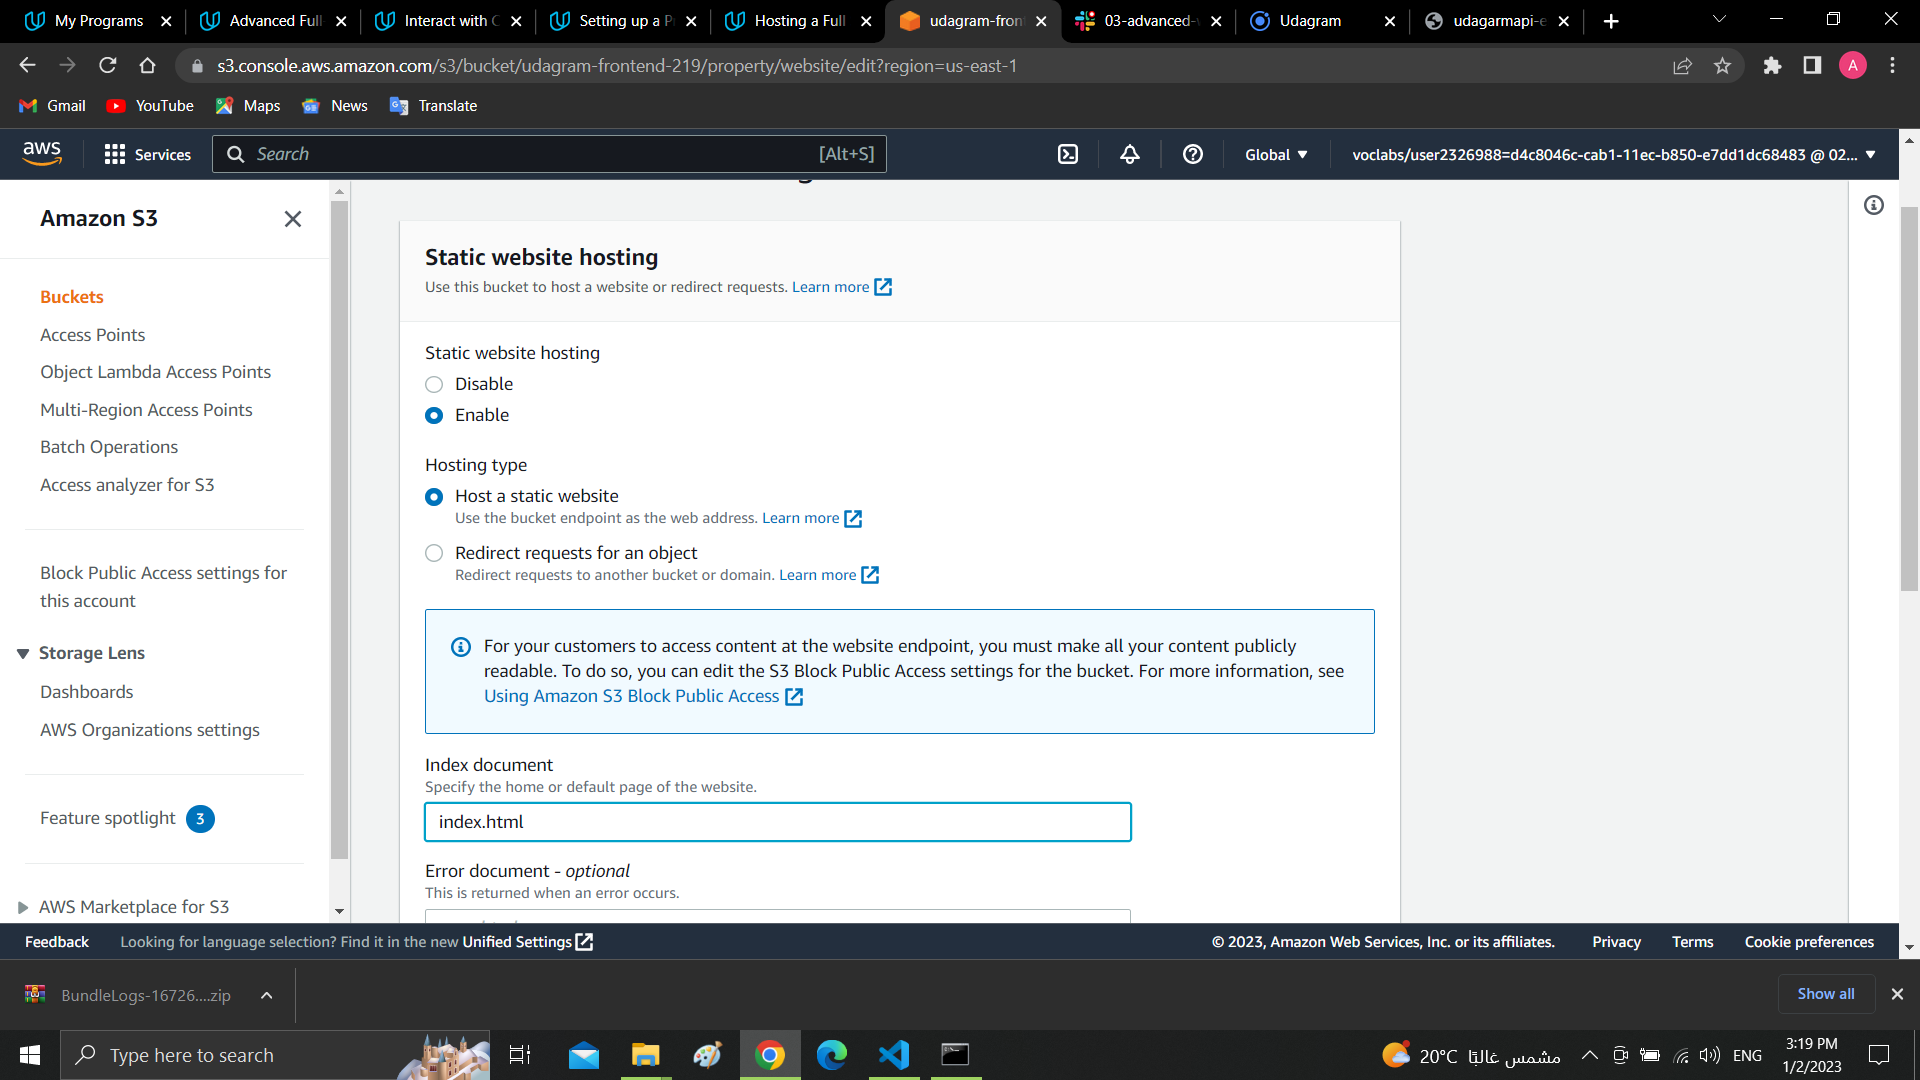 My Programs
Advanced Full
Interact with C
Setting up a P
Hosting a Full
udagram-fron
03-advanced-
Udagram
udagarmapi-e
s3.console.aws.amazon.com/s3/bucket/udagram-frontend-219/property/website/edit?region=us-east-1
A
Gmail
YouTube
Maps
News
Translate
aws
Services
Search
[Alt+S]
Global
voclabs/user2326988=d4c8046c-cab1-11ec-b850-e7dd1dc68483 @ 02...
Amazon S3
Buckets
Access Points
Object Lambda Access Points
Multi-Region Access Points
Batch Operations
Access analyzer for S3
Block Public Access settings for
this account
Storage Lens
Dashboards
AWS Organizations settings
Feature spotlight 3
AWS Marketplace for S3
Static website hosting
Use this bucket to host a website or redirect requests. Learn more
Static website hosting
Disable
Enable
Hosting type
Host a static website
Use the bucket endpoint as the web address. Learn more
Redirect requests for an object
Redirect requests to another bucket or domain. Learn more
For your customers to access content at the website endpoint, you must make all your content publicly
readable. To do so, you can edit the S3 Block Public Access settings for the bucket. For more information, see
Using Amazon S3 Block Public Access
Index document
Specify the home or default page of the website.
index.html
Error document - optional
This is returned when an error occurs.
Feedback
Looking for language selection? Find it in the new Unified Settings
© 2023, Amazon Web Services, Inc. or its affiliates.
Privacy
Terms
Cookie preferences
BundleLogs-16726....zip
Show all
Type here to search
20°C مشمس غالبًا
ENG
3:19 PM
1/2/2023